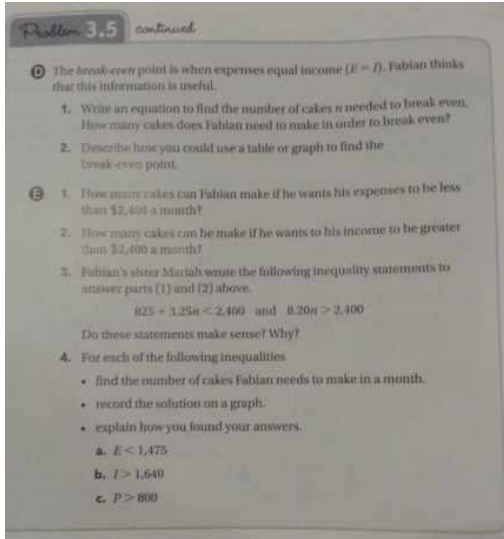 Problem 3.5 continued
D The break-even point is when expenses equal income (E = I). Fabian thinks
that this information is useful.
1. Write an equation to find the number of cakes n needed to break even.
How many cakes does Fabian need to make in order to break even?
2. Describe how you could use a table or graph to find the
break-even point.
E 1. How many cakes can Fabian make if he wants his expenses to be less
than $2,400 a month?
2. How many cakes can he make if he wants to his income to be greater
than $2,400 a month?
3. Fabian's sister Mariah wrote the following inequality statements to
answer parts (1) and (2) above.
825 + 3.25n < 2,400 and 8.20n > 2,400
Do these statements make sense? Why?
4. For each of the following inequalities
• find the number of cakes Fabian needs to make in a month.
• record the solution on a graph.
• explain how you found your answers.
a. E < 1,475
b. I > 1,640
c. P > 800